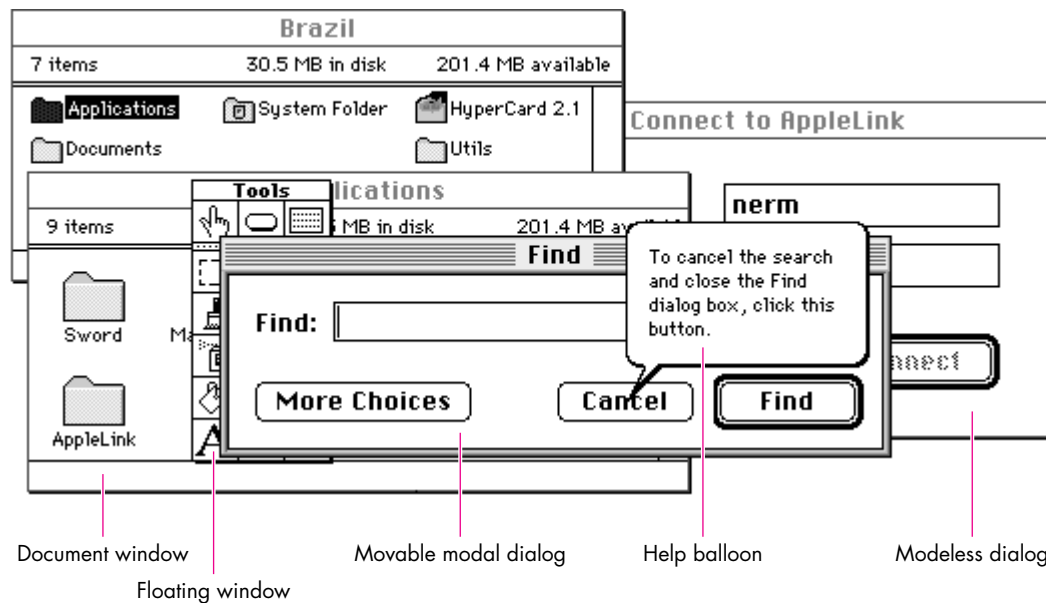 Brazil
7 items 30.5 MB in disk 201.4 MB available
Applications System Folder HyperCard 2.1
Documents Utils
Connect to AppleLink
nerm
Tools
lications
9 items MB in disk 201.4 MB
Find
To cancel the search
and close the Find
dialog box, click this
button.
Find:
Sword
More Choices Cancel Find
nnect
AppleLink
Document window Movable modal dialog Help balloon Modeless dialog
Floating window